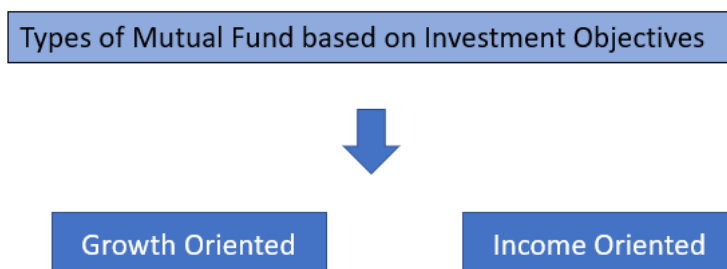 Types of Mutual Fund based on Investment Objectives
Growth Oriented
Income Oriented